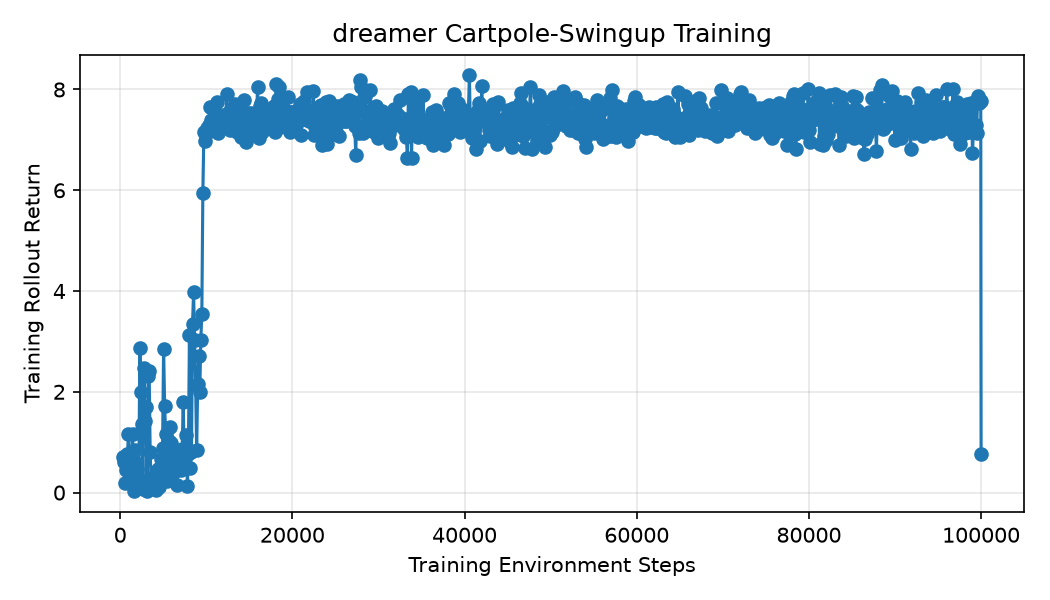 dreamer Cartpole-Swingup Training
Training Rollout Return
8
6
4
2
0
0 20000 40000 60000 80000 100000
Training Environment Steps